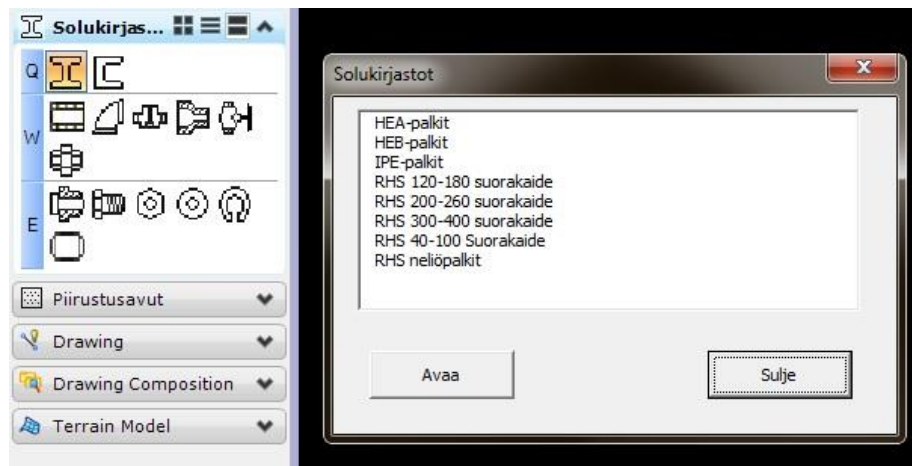 Solukirjas...
Q
W
E
Piirustusavut
Drawing
Drawing Composition
Terrain Model
Solukirjastot
HEA-palkit
HEB-palkit
IPE-palkit
RHS 120-180 suorakaide
RHS 200-260 suorakaide
RHS 300-400 suorakaide
RHS 40-100 Suorakaide
RHS neliöpalkit
Avaa
Sulje